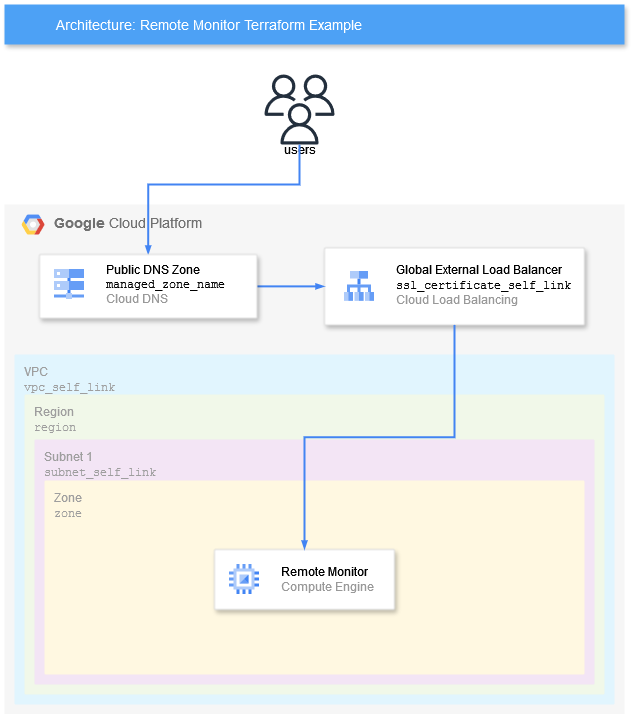 Architecture: Remote Monitor Terraform Example
users
Google Cloud Platform
Public DNS Zone
managed_zone_name
Cloud DNS
Global External Load Balancer
ssl_certificate_self_link
Cloud Load Balancing
VPC
vpc_self_link
Region
region
Subnet 1
subnet_self_link
Zone
zone
Remote Monitor
Compute Engine